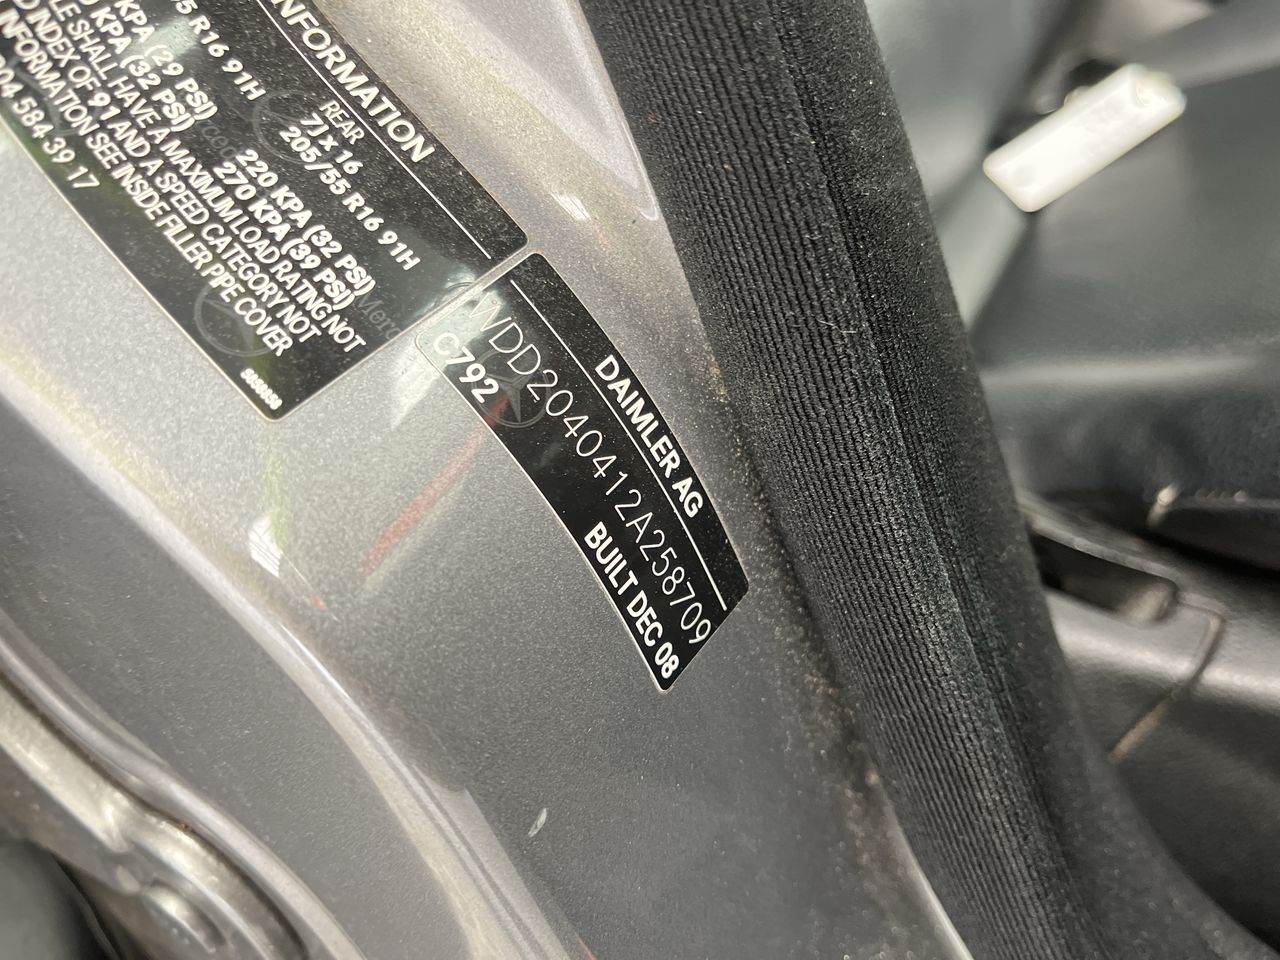 INFORMATION
REAR
7J×16
5 R16 91H
205/55 R16 91H
KPA (29 PSI)
220 KPA (32 PSI)
KPA (32 PSI)
270 KPA (39 PSI)
SHALL HAVE A MAXIMUM LOAD RATING NOT
INDEX OF 91 AND A SPEED CATEGORY NOT
INFORMATION SEE INSIDE FILLER PIPE COVER
204 584 39 17
DAIMLER AG
WDD2040412A258709
C792
BUILT DEC 08